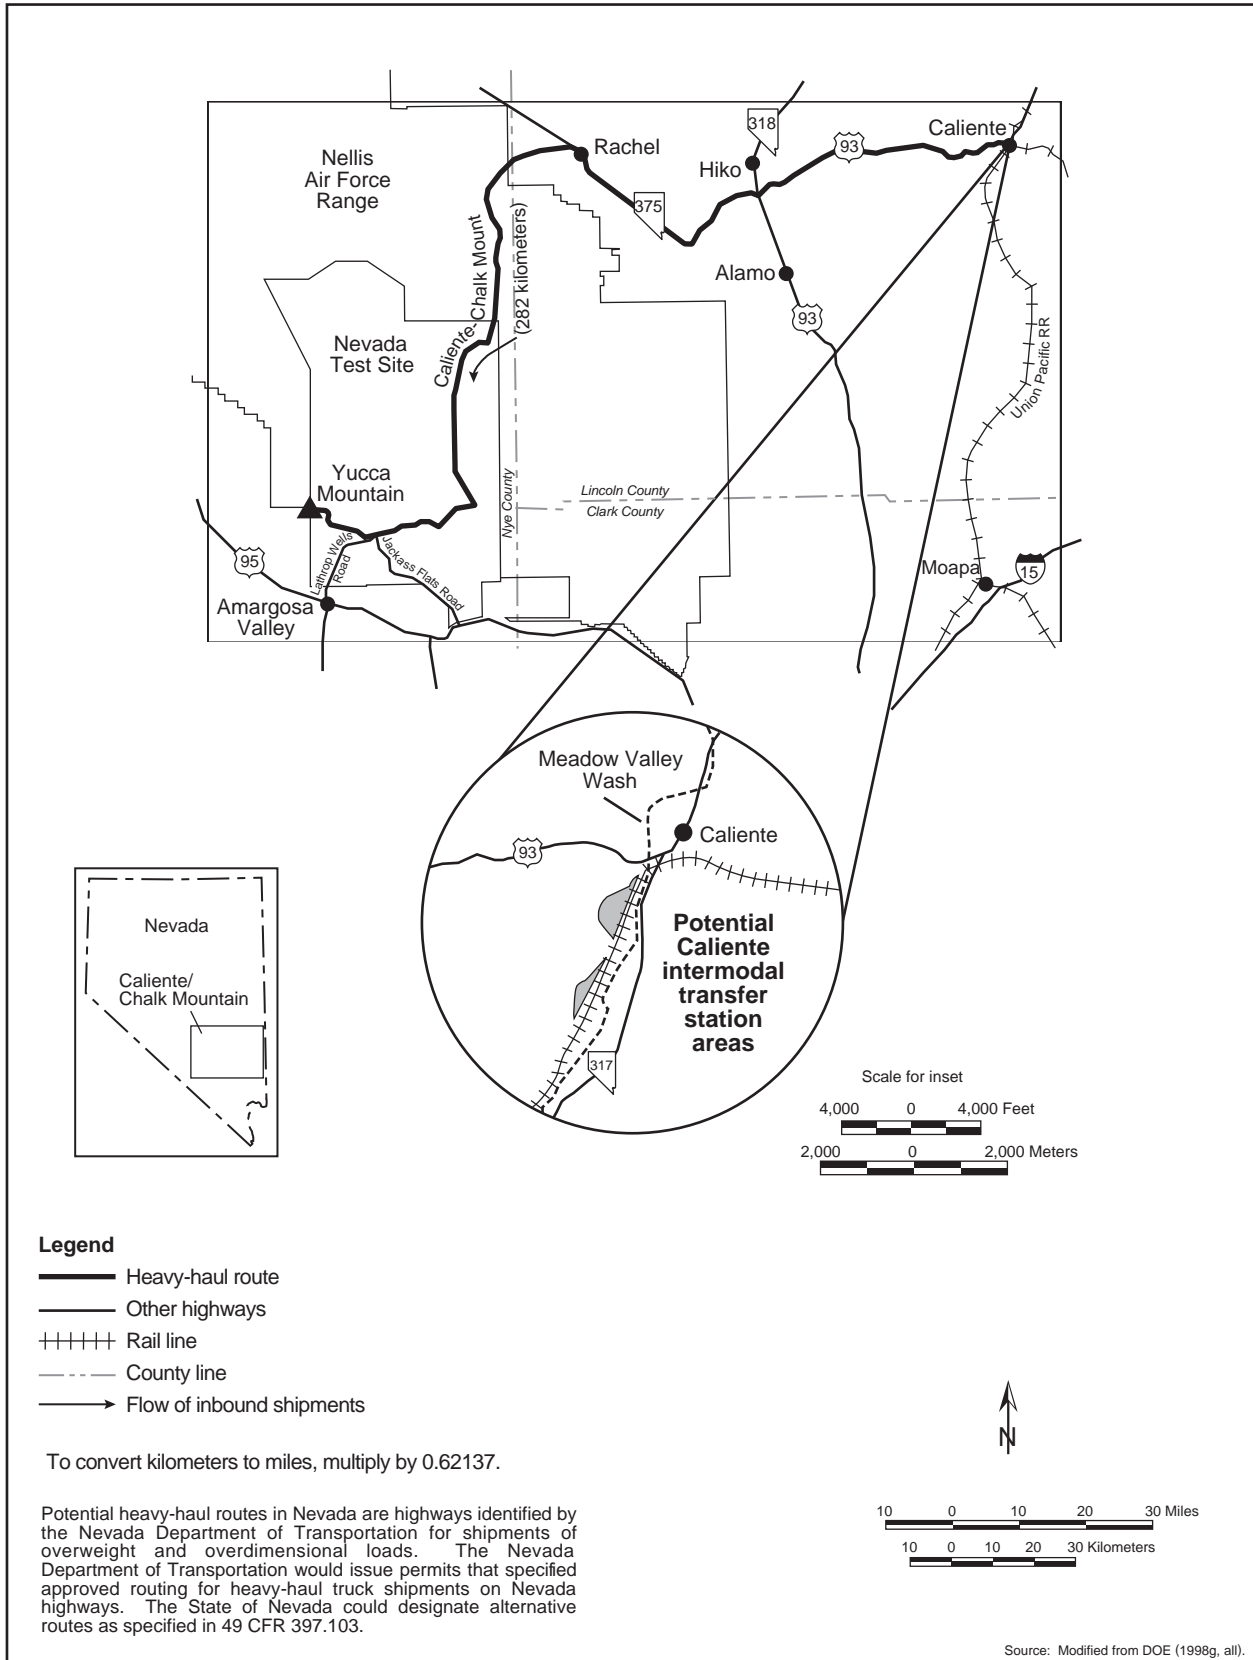 Nellis
Air Force
Range
Rachel
318
Hiko
93
Caliente
375
Caliente-Chalk Mount
(282 kilometers)
Alamo
93
Nevada
Test Site
Union Pacific RR
Yucca
Mountain
Nye County
Lincoln County
Clark County
95
Lathrop Wells
Road
Jackass Flats Road
Amargosa
Valley
Moapa
15
Meadow Valley
Wash
Caliente
93
Potential
Caliente
intermodal
transfer
station
areas
317
Nevada
Caliente/
Chalk Mountain
Scale for inset
4,000 0 4,000 Feet
2,000 0 2,000 Meters
Legend
Heavy-haul route
Other highways
Rail line
County line
Flow of inbound shipments
To convert kilometers to miles, multiply by 0.62137.
Potential heavy-haul routes in Nevada are highways identified by
the Nevada Department of Transportation for shipments of
overweight and overdimensional loads. The Nevada
Department of Transportation would issue permits that specified
approved routing for heavy-haul truck shipments on Nevada
highways. The State of Nevada could designate alternative
routes as specified in 49 CFR 397.103.
N
10 0 10 20 30 Miles
10 0 10 20 30 Kilometers
Source: Modified from DOE (1998g, all).